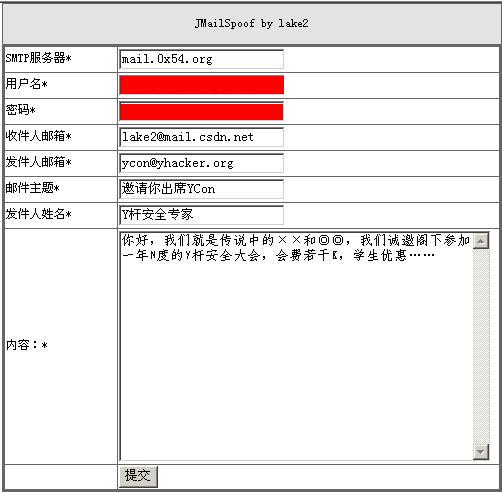 JMailSpoof by lake2
SMTP服务器* mail.0x54.org
用户名*
密码*
收件人邮箱* lake2@mail.csdn.net
发件人邮箱* ycon@yhacker.org
邮件主题* 邀请你出席YCon
发件人姓名* Y杆安全专家
你好，我们就是传说中的××和◎◎，我们诚邀阁下参加
一年N度的Y杆安全大会，会费若干K，学生优惠……
内容：*
提交